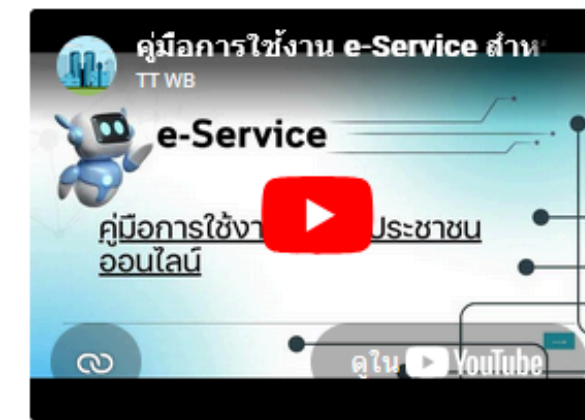 คู่มือการใช้งาน e-Service สำห
TT WB
e-Service
คู่มือการใช้งา ประชาชน
ออนไลน์
ดูใน YouTube